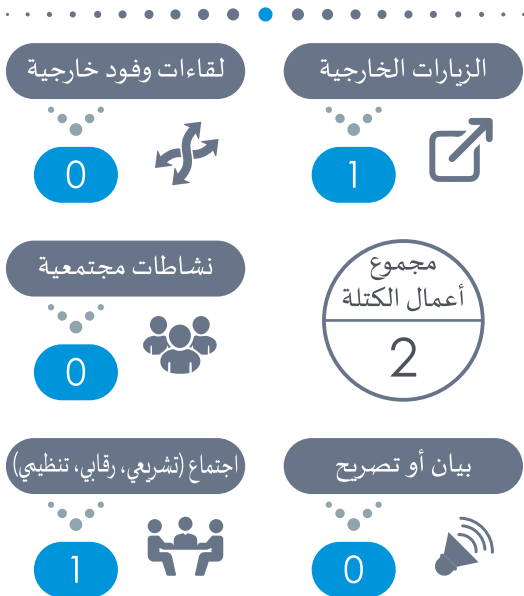 الزيارات الخارجية
1
لقاءات وفود خارجية
0
مجموع
أعمال الكتلة
2
نشاطات مجتمعية
0
بيان أو تصريح
0
اجتماع (تشريعي، رقابي، تنظيمي)
1